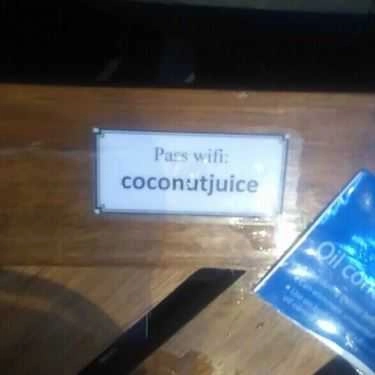 Pass wifi:
coconutjuice
Oil con